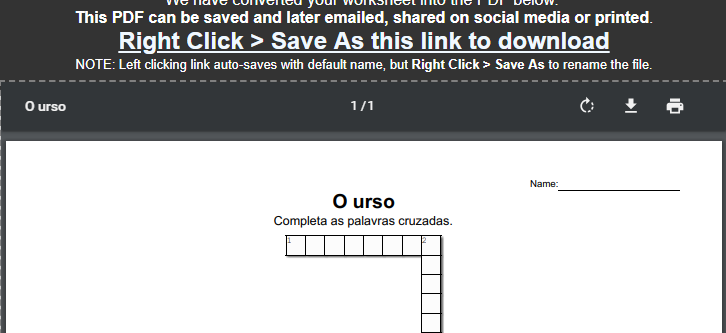 We have converted your worksheet into the PDF below.
This PDF can be saved and later emailed, shared on social media or printed.
Right Click > Save As this link to download
NOTE: Left clicking link auto-saves with default name, but Right Click > Save As to rename the file.
O urso
1 / 1
Name:
O urso
Completa as palavras cruzadas.
1
2